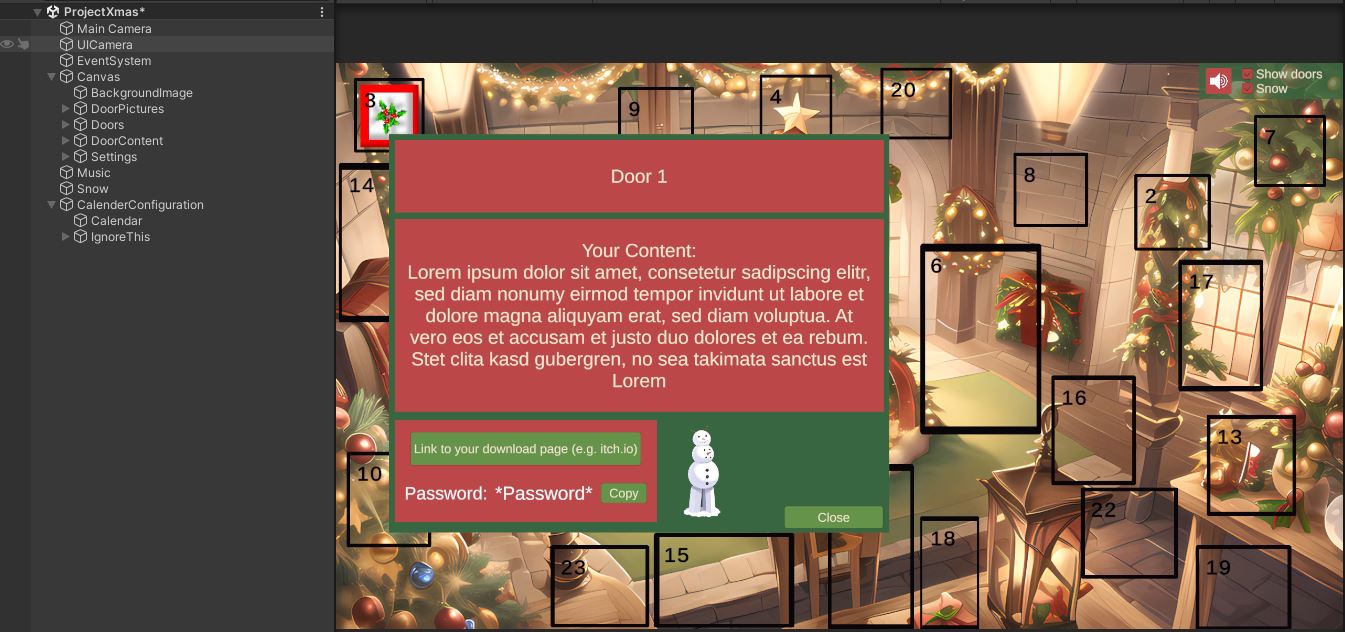 ProjectXmas*
Main Camera
UICamera
EventSystem
Canvas
BackgroundImage
DoorPictures
Doors
DoorContent
Settings
Music
Snow
CalenderConfiguration
Calendar
IgnoreThis
3
9
4
20
Show doors
Snow
7
14
8
2
6
17
Door 1
Your Content:
Lorem ipsum dolor sit amet, consetetur sadipscing elitr,
sed diam nonumy eirmod tempor invidunt ut labore et
dolore magna aliquyam erat, sed diam voluptua. At
vero eos et accusam et justo duo dolores et ea rebum.
Stet clita kasd gubergren, no sea takimata sanctus est
Lorem
Link to your download page (e.g. itch.io)
Password: *Password*
Copy
Close
16
13
10
22
18
15
23
19